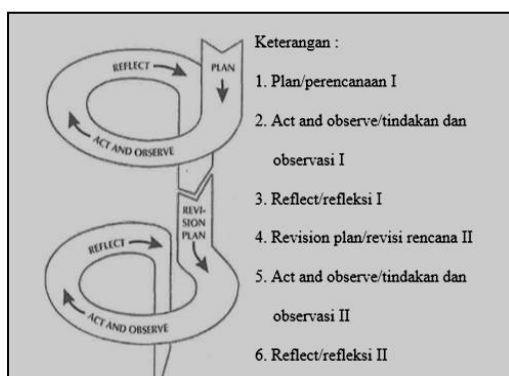 PLAN
REFLECT
ACT AND OBSERVE
REVI-
SION
PLAN
REFLECT
ACT AND OBSERVE
Keterangan :
1. Plan/perencanaan I
2. Act and observe/tindakan dan
observasi I
3. Reflect/refleksi I
4. Revision plan/revisi rencana II
5. Act and observe/tindakan dan
observasi II
6. Reflect/refleksi II